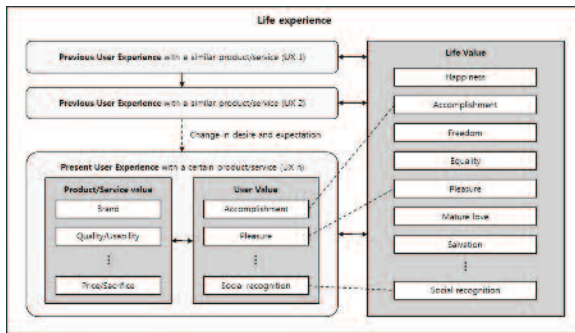 Life experience
Previous User Experience with a similar product/service (UX 1)
Previous User Experience with a similar product/service (UX 2)
Change in desire and expectation
Present User Experience with a certain product/service (UX n)
Product/Service value
Brand
Quality/Usability
⋮
Price/Sacrifice
User Value
Accomplishment
Pleasure
⋮
Social recognition
Life Value
Happiness
Accomplishment
Freedom
Equality
Pleasure
Mature love
Salvation
⋮
Social recognition